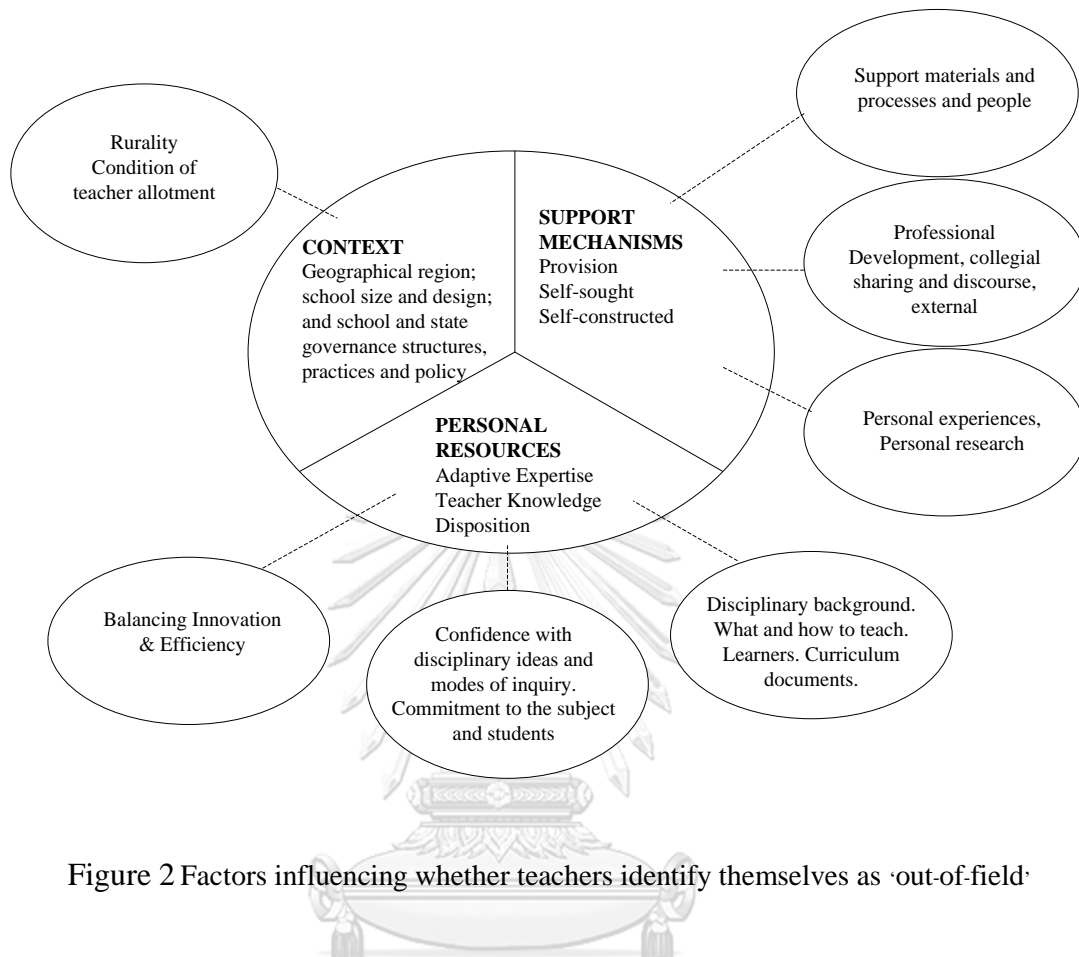 Support materials and
processes and people
Rurality
Condition of
teacher allotment
CONTEXT
Geographical region;
school size and design;
and school and state
governance structures,
practices and policy
SUPPORT
MECHANISMS
Provision
Self-sought
Self-constructed
Professional
Development, collegial
sharing and discourse,
external
Personal experiences,
Personal research
PERSONAL
RESOURCES
Adaptive Expertise
Teacher Knowledge
Disposition
Balancing Innovation
& Efficiency
Confidence with
disciplinary ideas and
modes of inquiry.
Commitment to the subject
and students
Disciplinary background.
What and how to teach.
Learners. Curriculum
documents.
Figure 2 Factors influencing whether teachers identify themselves as ‘out-of-field’